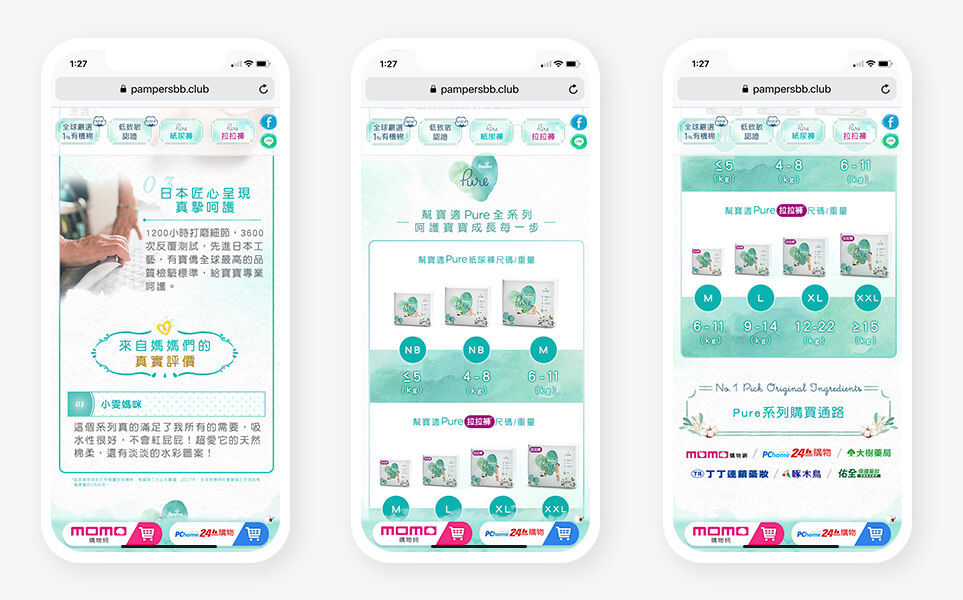 1:27
pampersbb.club
全球嚴選
1%有機棉
低致敏
認證
Pure
紙尿褲
Pure
拉拉褲
03
日本匠心呈現
真摯呵護
1200小時打磨細節，3600
次反覆測試，先進日本工
藝，有寶僑全球最高的品
質檢驗標準，給寶寶專業
呵護。
來自媽媽們的
真實評價
01 小雯媽咪
這個系列真的滿足了我所有的需要，吸
水性很好，不會紅屁屁！超愛它的天然
棉柔，還有淡淡的水彩圖案！
momo
購物網
PChome 24h購物
1:27
pampersbb.club
全球嚴選
1%有機棉
低致敏
認證
Pure
紙尿褲
Pure
拉拉褲
Pampers
Pure
幫寶適Pure全系列
呵護寶寶成長每一步
幫寶適Pure紙尿褲尺碼/重量
NB NB M
≤5 4-8 6-11
(kg) (kg) (kg)
幫寶適Pure拉拉褲尺碼/重量
M L XL XXL
momo
購物網
PChome 24h購物
1:27
pampersbb.club
全球嚴選
1%有機棉
低致敏
認證
Pure
紙尿褲
Pure
拉拉褲
≤5 4-8 6-11
(kg) (kg) (kg)
幫寶適Pure拉拉褲尺碼/重量
M L XL XXL
6-11 9-14 12-22 ≥15
(kg) (kg) (kg) (kg)
No.1 Pick Original Ingredients
Pure系列購買通路
momo購物網 / PChome 24h購物 / 大樹藥局
丁丁連鎖藥妝 / 啄木鳥 / 佑全
momo
購物網
PChome 24h購物